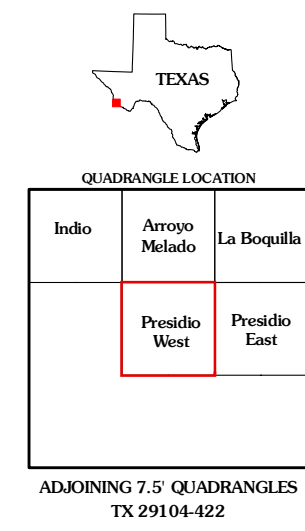 TEXAS
QUADRANGLE LOCATION
Indio
Arroyo
Melado
La Boquilla
Presidio
West
Presidio
East
ADJOINING 7.5' QUADRANGLES
TX 29104-422